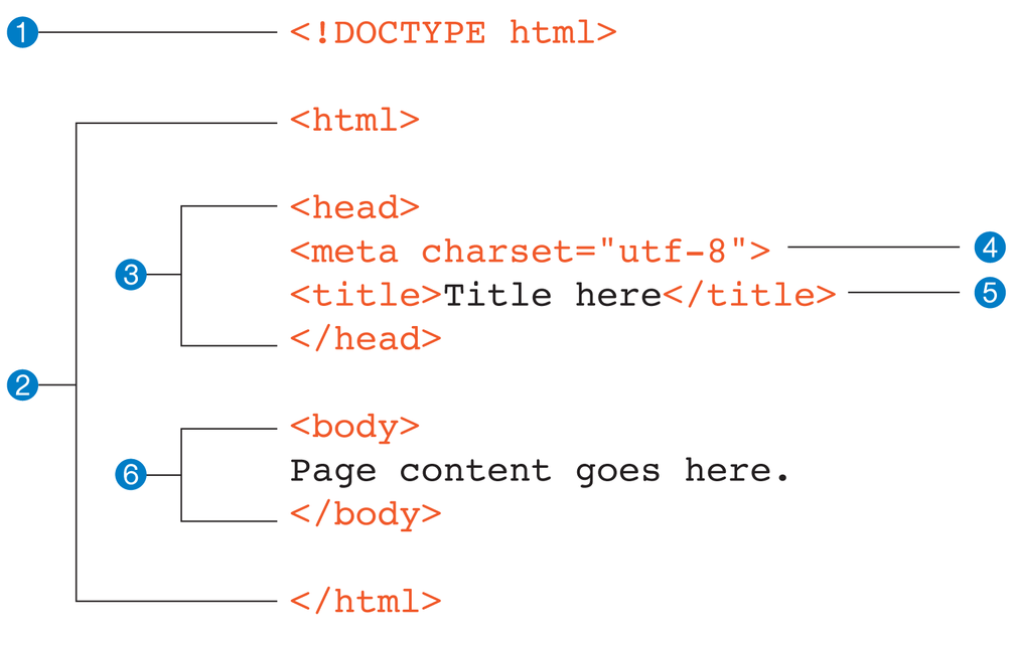 1 <!DOCTYPE html>
<html>
<head>
<meta charset="utf-8"> 4
3
<title>Title here</title> 5
</head>
2
<body>
6 Page content goes here.
</body>
</html>